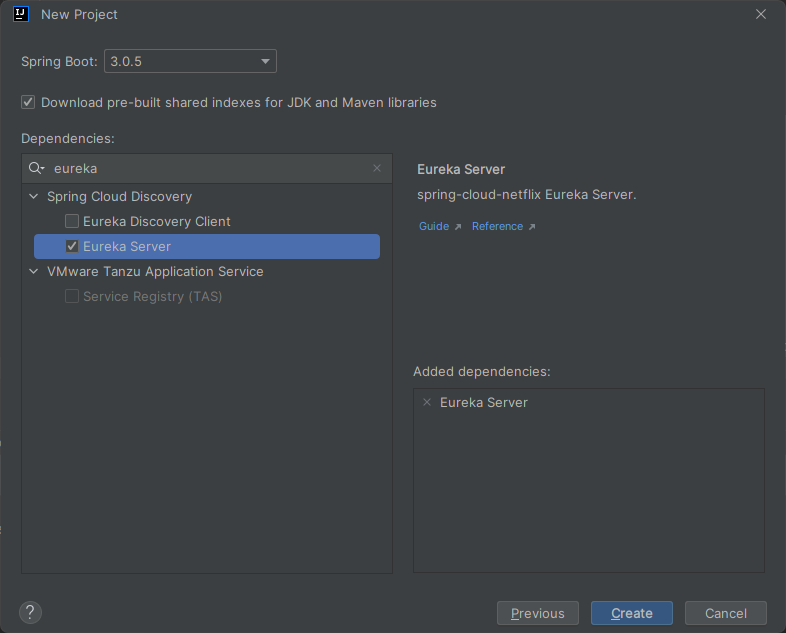 New Project
Spring Boot: 3.0.5
Download pre-built shared indexes for JDK and Maven libraries
Dependencies:
eureka
Spring Cloud Discovery
Eureka Discovery Client
Eureka Server
VMware Tanzu Application Service
Service Registry (TAS)
Eureka Server
spring-cloud-netflix Eureka Server.
Guide Reference
Added dependencies:
Eureka Server
? Previous Create Cancel